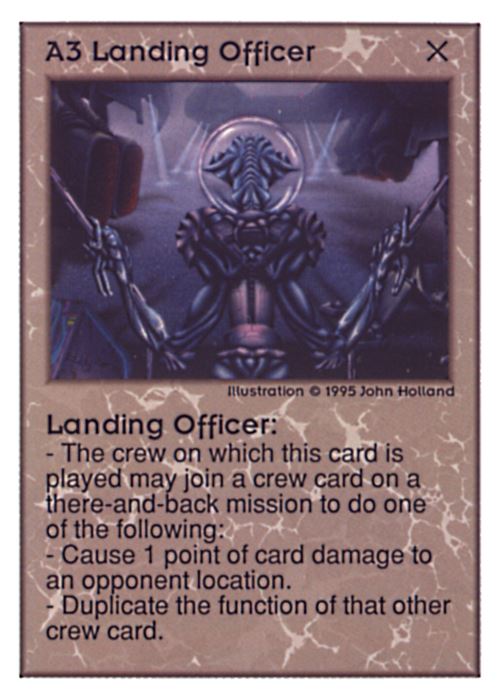 A3 Landing Officer X
Illustration © 1995 John Holland
Landing Officer:
- The crew on which this card is
played may join a crew card on a
there-and-back mission to do one
of the following:
- Cause 1 point of card damage to
an opponent location.
- Duplicate the function of that other
crew card.